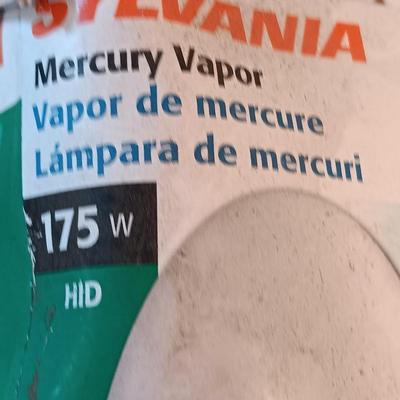 SYLVANIA
Mercury Vapor
Vapor de mercure
Lámpara de mercuri
175 W
HID